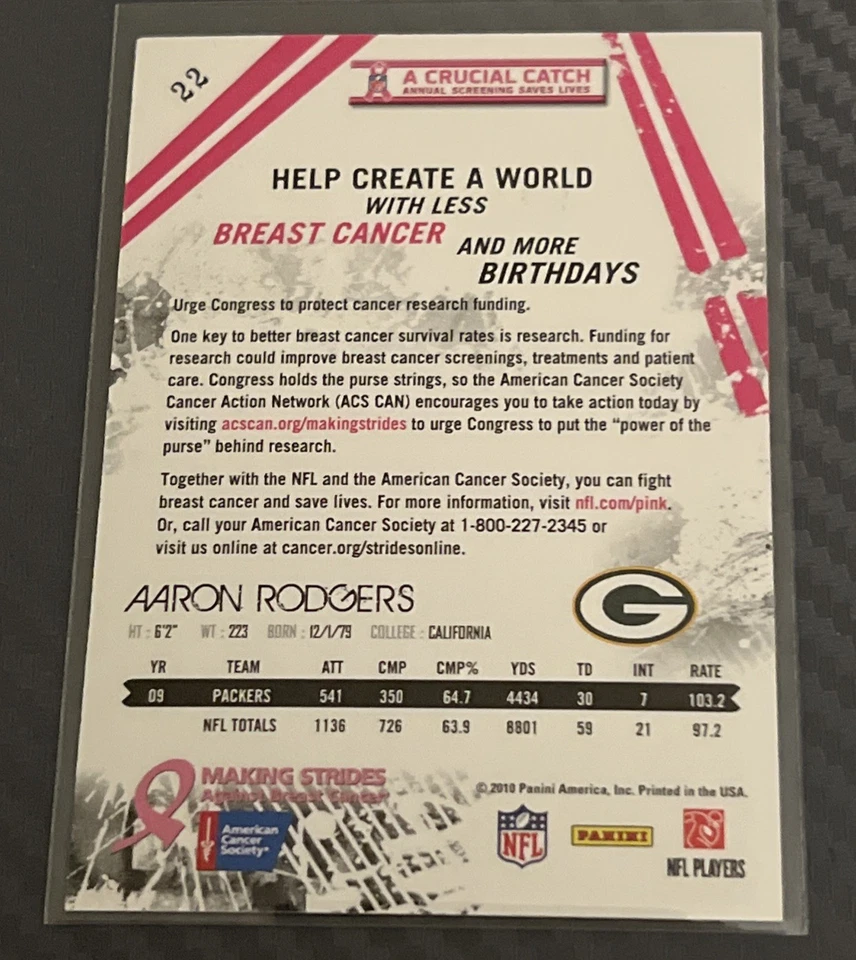 22
A CRUCIAL CATCH
ANNUAL SCREENING SAVES LIVES
HELP CREATE A WORLD
WITH LESS
BREAST CANCER
AND MORE
BIRTHDAYS
Urge Congress to protect cancer research funding.
One key to better breast cancer survival rates is research. Funding for
research could improve breast cancer screenings, treatments and patient
care. Congress holds the purse strings, so the American Cancer Society
Cancer Action Network (ACS CAN) encourages you to take action today by
visiting acscan.org/makingstrides to urge Congress to put the “power of the
purse” behind research.
Together with the NFL and the American Cancer Society, you can fight
breast cancer and save lives. For more information, visit nfl.com/pink.
Or, call your American Cancer Society at 1-800-227-2345 or
visit us online at cancer.org/stridesonline.
AARON RODGERS
G
HT : 6'2" WT : 223 BORN : 12/1/79 COLLEGE : CALIFORNIA
YR TEAM ATT CMP CMP% YDS TD INT RATE
09 PACKERS 541 350 64.7 4434 30 7 103.2
NFL TOTALS 1136 726 63.9 8801 59 21 97.2
MAKING STRIDES
Against Breast Cancer
© 2010 Panini America, Inc. Printed in the USA.
American
Cancer
Society®
NFL
PANINI
NFL PLAYERS